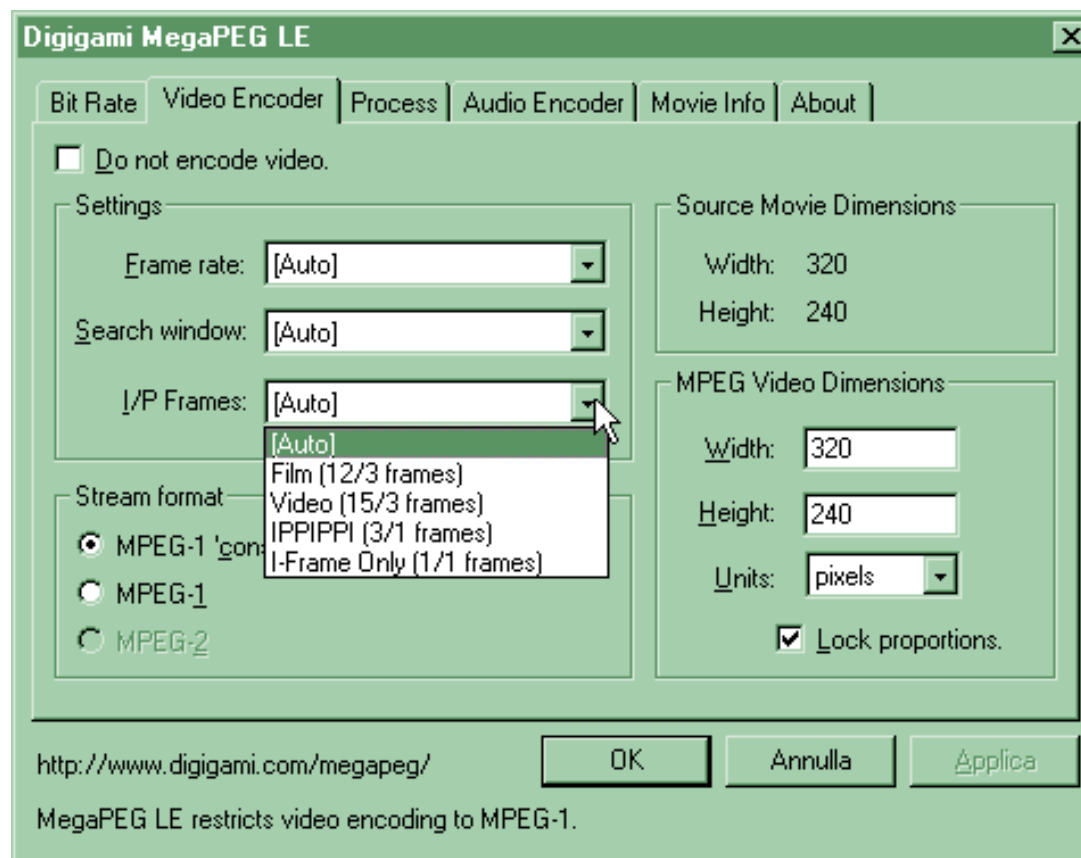 Digigami MegaPEG LE
Bit Rate Video Encoder Process Audio Encoder Movie Info About
Do not encode video.
Settings
Frame rate: [Auto]
Search window: [Auto]
I/P Frames: [Auto]
[Auto]
Film (12/3 frames)
Video (15/3 frames)
IPPIPPI (3/1 frames)
I-Frame Only (1/1 frames)
Stream format
MPEG-1
MPEG-1
MPEG-2
Source Movie Dimensions
Width: 320
Height: 240
MPEG Video Dimensions
Width: 320
Height: 240
Units: pixels
Lock proportions.
http://www.digigami.com/megapeg/
OK Annulla Applica
MegaPEG LE restricts video encoding to MPEG-1.